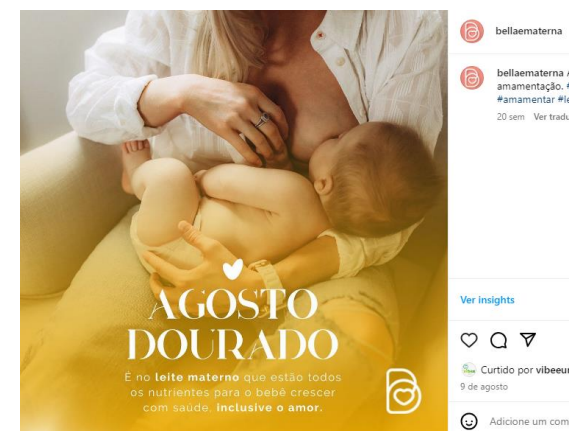 AGOSTO
DOURADO
É no leite materno que estão todos
os nutrientes para o bebê crescer
com saúde, inclusive o amor.
bellaematerna
bellaematerna
amamentação.
#amamentar
20 sem Ver
Ver insights
Curtido por
9 de agosto
Adicione um